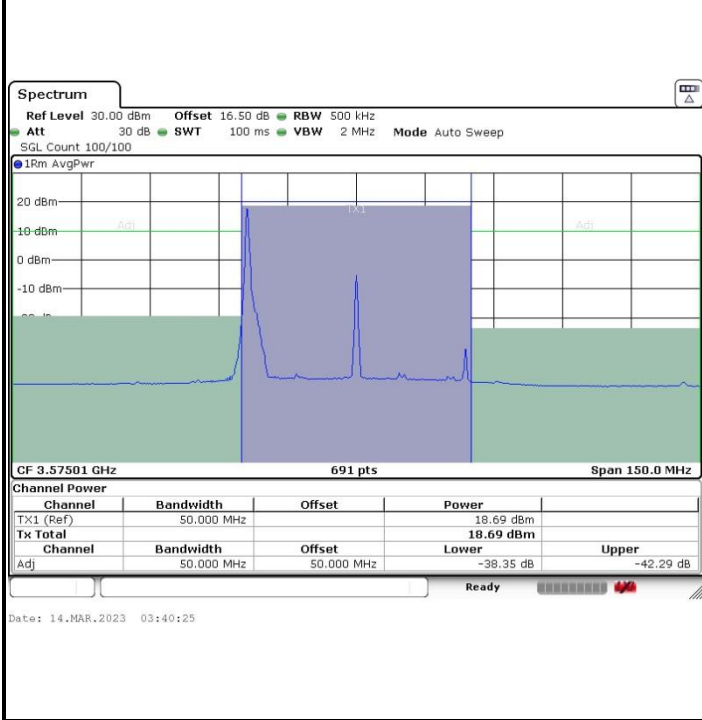 Spectrum
Ref Level 30.00 dBm Offset 16.50 dB RBW 500 kHz
Att 30 dB SWT 100 ms VBW 2 MHz Mode Auto Sweep
SGL Count 100/100
1Rm AvgPwr
20 dBm
TX1
Adj
Adj
10 dBm
0 dBm
-10 dBm
CF 3.57501 GHz 691 pts Span 150.0 MHz
Channel Power
Channel Bandwidth Offset Power
TX1 (Ref) 50.000 MHz 18.69 dBm
Tx Total 18.69 dBm
Channel Bandwidth Offset Lower Upper
Adj 50.000 MHz 50.000 MHz -38.35 dB -42.29 dB
Ready
Date: 14.MAR.2023 03:40:25